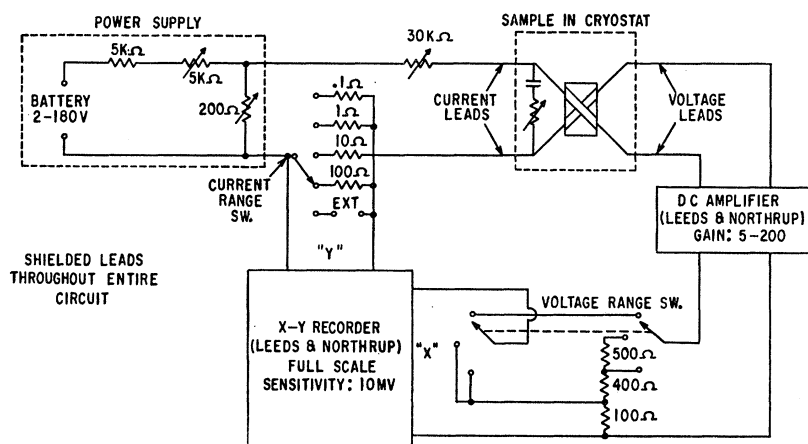 POWER SUPPLY
SAMPLE IN CRYOSTAT
5KΩ
5KΩ
30KΩ
BATTERY
2-180V
200Ω
.1Ω
1Ω
10Ω
100Ω
EXT
CURRENT
RANGE
SW.
CURRENT
LEADS
VOLTAGE
LEADS
"Y"
DC AMPLIFIER
(LEEDS & NORTHRUP)
GAIN: 5-200
SHIELDED LEADS
THROUGHOUT ENTIRE
CIRCUIT
X-Y RECORDER
(LEEDS & NORTHRUP)
FULL SCALE
SENSITIVITY: 10MV
"X"
VOLTAGE RANGE SW.
500Ω
400Ω
100Ω